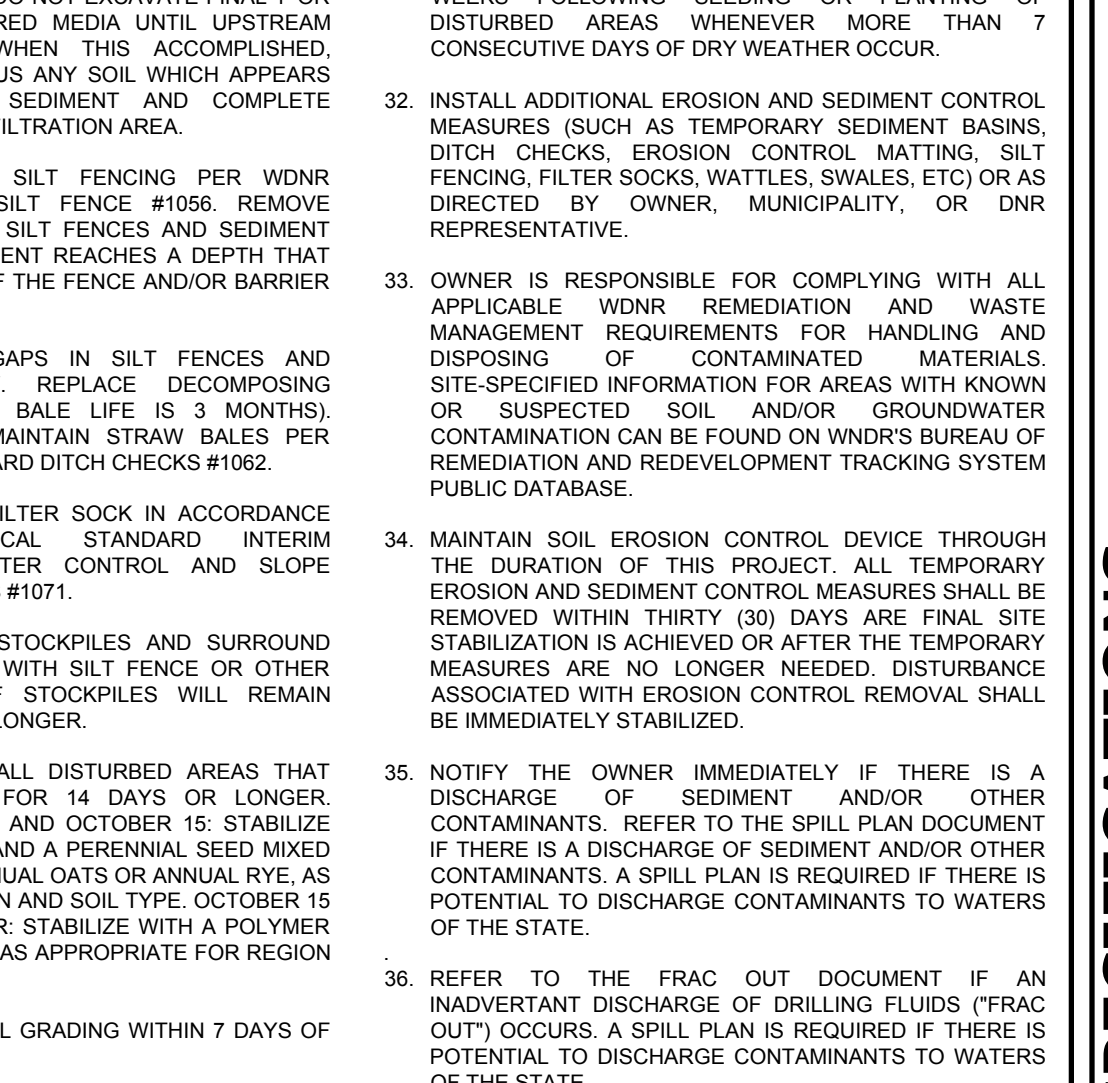 DO NOT EXCAVATE FINAL 1' OR
RED MEDIA UNTIL UPSTREAM
WHEN THIS ACCOMPLISHED,
US ANY SOIL WHICH APPEARS
SEDIMENT AND COMPLETE
FILTRATION AREA.
SILT FENCING PER WDNR
SILT FENCE #1056. REMOVE
SILT FENCES AND SEDIMENT
ENT REACHES A DEPTH THAT
F THE FENCE AND/OR BARRIER
GAPS IN SILT FENCES AND
. REPLACE DECOMPOSING
BALE LIFE IS 3 MONTHS).
MAINTAIN STRAW BALES PER
ARD DITCH CHECKS #1062.
ILTER SOCK IN ACCORDANCE
ICAL STANDARD INTERIM
TER CONTROL AND SLOPE
#1071.
STOCKPILES AND SURROUND
WITH SILT FENCE OR OTHER
F STOCKPILES WILL REMAIN
LONGER.
ALL DISTURBED AREAS THAT
FOR 14 DAYS OR LONGER.
AND OCTOBER 15: STABILIZE
AND A PERENNIAL SEED MIXED
NUAL OATS OR ANNUAL RYE, AS
N AND SOIL TYPE. OCTOBER 15
R: STABILIZE WITH A POLYMER
AS APPROPRIATE FOR REGION
L GRADING WITHIN 7 DAYS OF
WEEKS FOLLOWING SEEDING OR PLANTING OF
DISTURBED AREAS WHENEVER MORE THAN 7
CONSECUTIVE DAYS OF DRY WEATHER OCCUR.
32. INSTALL ADDITIONAL EROSION AND SEDIMENT CONTROL
MEASURES (SUCH AS TEMPORARY SEDIMENT BASINS,
DITCH CHECKS, EROSION CONTROL MATTING, SILT
FENCING, FILTER SOCKS, WATTLES, SWALES, ETC) OR AS
DIRECTED BY OWNER, MUNICIPALITY, OR DNR
REPRESENTATIVE.
33. OWNER IS RESPONSIBLE FOR COMPLYING WITH ALL
APPLICABLE WDNR REMEDIATION AND WASTE
MANAGEMENT REQUIREMENTS FOR HANDLING AND
DISPOSING OF CONTAMINATED MATERIALS.
SITE-SPECIFIED INFORMATION FOR AREAS WITH KNOWN
OR SUSPECTED SOIL AND/OR GROUNDWATER
CONTAMINATION CAN BE FOUND ON WNDR'S BUREAU OF
REMEDIATION AND REDEVELOPMENT TRACKING SYSTEM
PUBLIC DATABASE.
34. MAINTAIN SOIL EROSION CONTROL DEVICE THROUGH
THE DURATION OF THIS PROJECT. ALL TEMPORARY
EROSION AND SEDIMENT CONTROL MEASURES SHALL BE
REMOVED WITHIN THIRTY (30) DAYS ARE FINAL SITE
STABILIZATION IS ACHIEVED OR AFTER THE TEMPORARY
MEASURES ARE NO LONGER NEEDED. DISTURBANCE
ASSOCIATED WITH EROSION CONTROL REMOVAL SHALL
BE IMMEDIATELY STABILIZED.
35. NOTIFY THE OWNER IMMEDIATELY IF THERE IS A
DISCHARGE OF SEDIMENT AND/OR OTHER
CONTAMINANTS. REFER TO THE SPILL PLAN DOCUMENT
IF THERE IS A DISCHARGE OF SEDIMENT AND/OR OTHER
CONTAMINANTS. A SPILL PLAN IS REQUIRED IF THERE IS
POTENTIAL TO DISCHARGE CONTAMINANTS TO WATERS
OF THE STATE.
.
36. REFER TO THE FRAC OUT DOCUMENT IF AN
INADVERTANT DISCHARGE OF DRILLING FLUIDS ("FRAC
OUT") OCCURS. A SPILL PLAN IS REQUIRED IF THERE IS
POTENTIAL TO DISCHARGE CONTAMINANTS TO WATERS
OF THE STATE